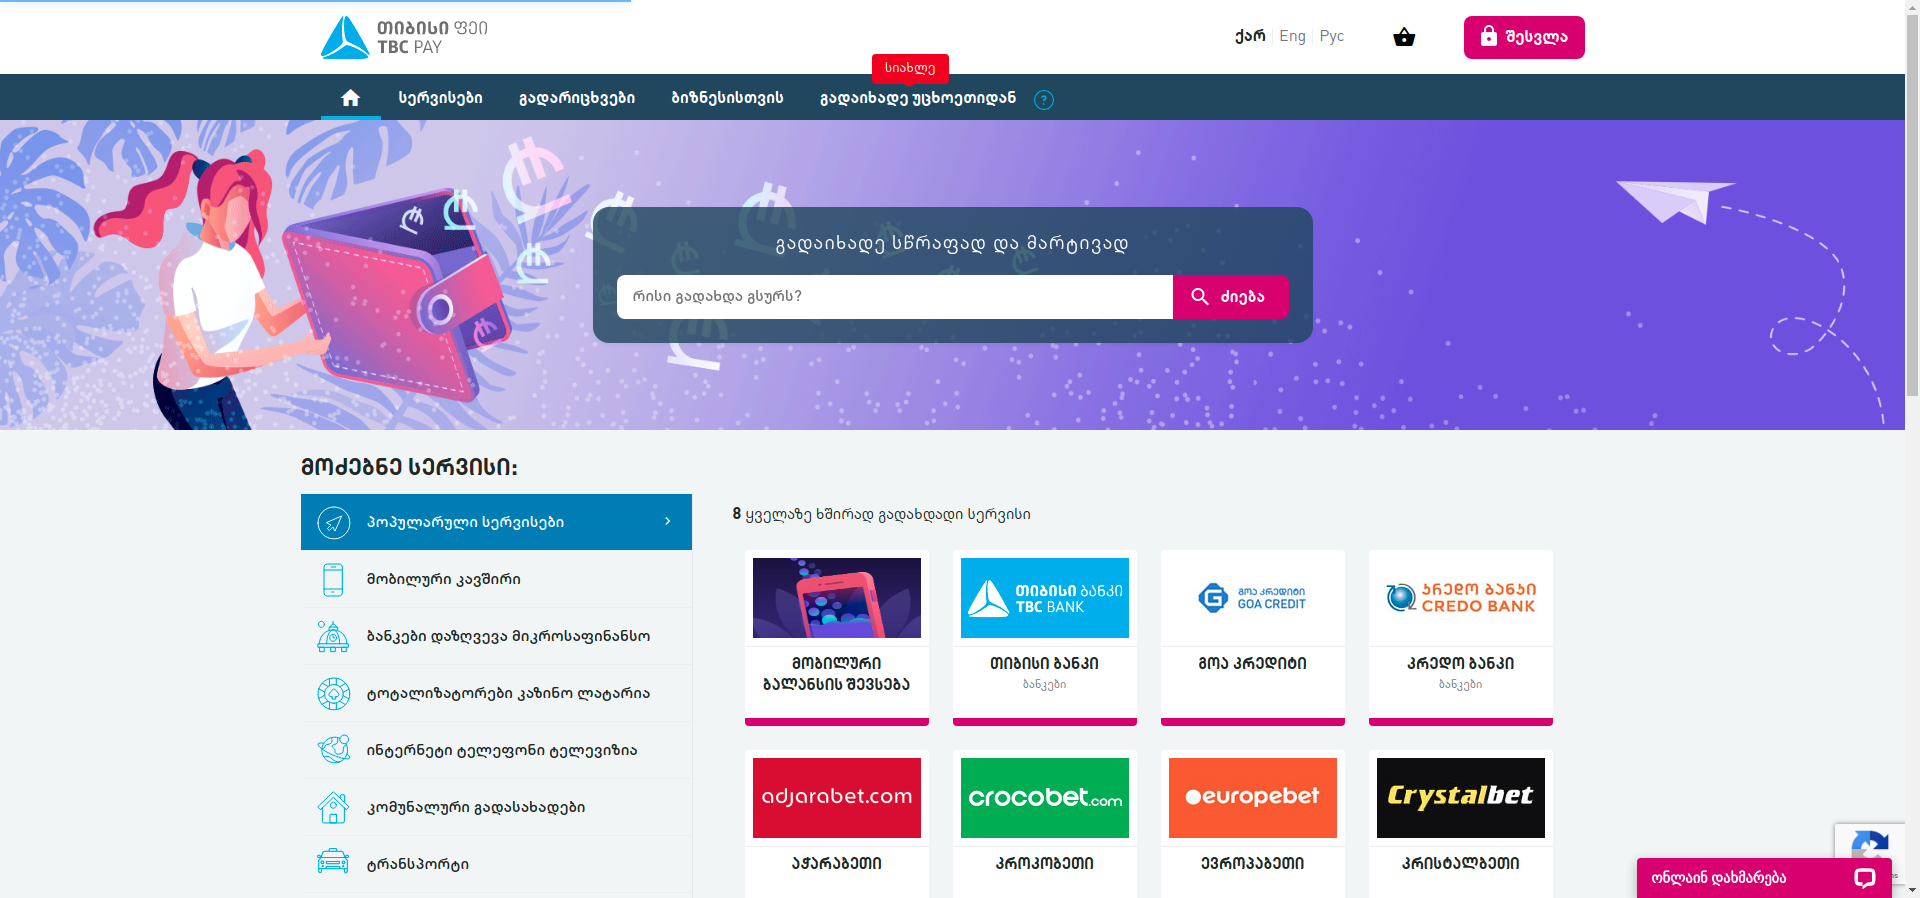 თიბისი ფეი
TBC PAY
ქარ Eng Рус
შესვლა
სიახლე
სერვისები
გადარიცხვები
ბიზნესისთვის
გადაიხადე უცხოეთიდან
?
გადაიხადე სწრაფად და მარტივად
რისი გადახდა გსურს?
ძიება
მოძებნე სერვისი:
პოპულარული სერვისები
მობილური კავშირი
ბანკები დაზღვევა მიკროსაფინანსო
ტოტალიზატორები კაზინო ლატარია
ინტერნეტი ტელეფონი ტელევიზია
კომუნალური გადასახადები
ტრანსპორტი
8 ყველაზე ხშირად გადახდადი სერვისი
მობილური
ბალანსის შევსება
თიბისი ბანკი
TBC BANK
თიბისი ბანკი
ბანკები
გოა კრედიტი
GOA CREDIT
გოა კრედიტი
კრედო ბანკი
CREDO BANK
კრედო ბანკი
ბანკები
adjarabet.com
აჭარაბეთი
crocobet.com
კროკობეთი
europebet
ევროპაბეთი
Crystalbet
კრისტალბეთი
ონლაინ დახმარება